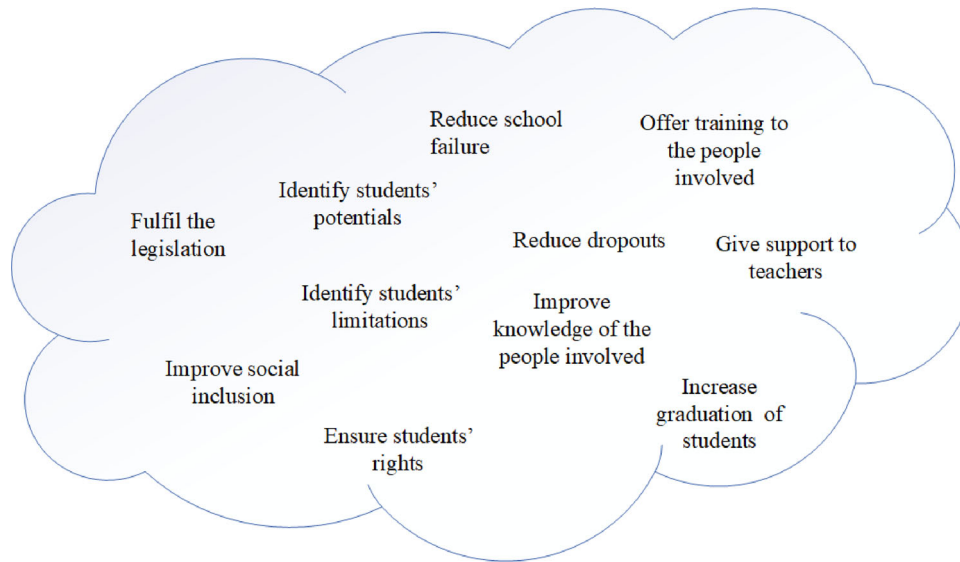 Reduce school
failure
Offer training to
the people
involved
Identify students’
potentials
Fulfil the
legislation
Reduce dropouts
Give support to
teachers
Identify students’
limitations
Improve
knowledge of the
people involved
Improve social
inclusion
Increase
graduation of
students
Ensure students’
rights